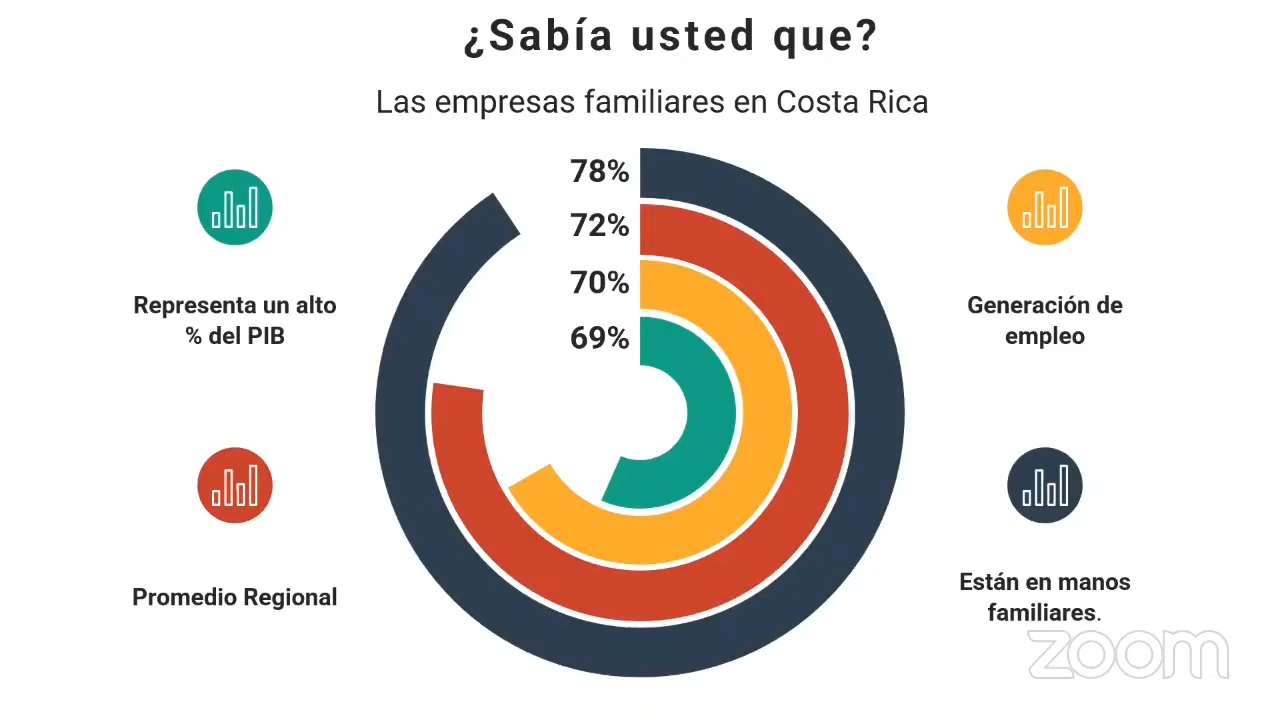 ¿Sabía usted que?
Las empresas familiares en Costa Rica
78%
72%
70%
69%
Representa un alto
% del PIB
Promedio Regional
Generación de
empleo
Están en manos
familiares.
zoom